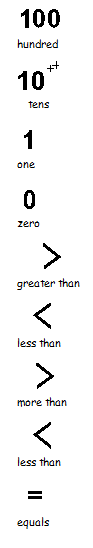 100
hundred
10 ++
tens
1
one
0
zero
>
greater than
<
less than
>
more than
<
less than
=
equals